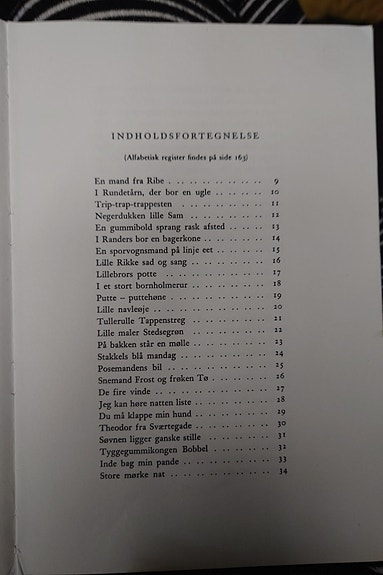 INDHOLDSFORTEGNELSE
(Alfabetisk register findes på side 163)
En mand fra Ribe . . . . . . . . . . 9
I Rundetårn, der bor en ugle . . . . . . . 10
Trip-trap-trappesten . . . . . . . . . . 11
Negerdukken lille Sam . . . . . . . . . 12
En gummibold sprang rask afsted . . . . . . 13
I Randers bor en bagerkone . . . . . . . . 14
En sporvognsmand på linje eet . . . . . . . 15
Lille Rikke sad og sang . . . . . . . . . 16
Lillebrors potte . . . . . . . . . . . 17
I et stort bornholmerur . . . . . . . . . 18
Putte – puttehøne . . . . . . . . . . . 19
Lille navleøje . . . . . . . . . . . . 20
Tullerulle Tappenstreg . . . . . . . . . 21
Lille maler Stedsegrøn . . . . . . . . . 22
På bakken står en mølle . . . . . . . . . 23
Stakkels blå mandag . . . . . . . . . . 24
Posemandens bil . . . . . . . . . . . 25
Snemand Frost og frøken Tø . . . . . . . 26
De fire vinde . . . . . . . . . . . . 27
Jeg kan høre natten liste . . . . . . . . . 28
Du må klappe min hund . . . . . . . . . 29
Theodor fra Sværtegade . . . . . . . . . 30
Søvnen ligger ganske stille . . . . . . . . 31
Tyggegummikongen Bobbel . . . . . . . . 32
Inde bag min pande . . . . . . . . . . 33
Store mørke nat . . . . . . . . . . . 34